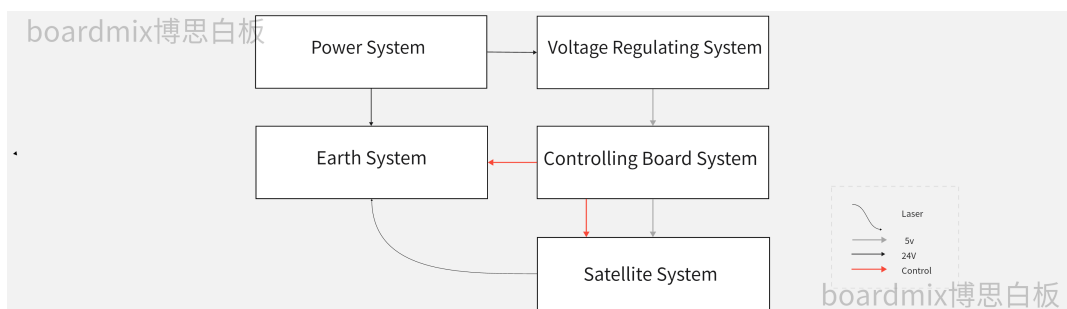 boardmix博思白板
Power System
Voltage Regulating System
Earth System
Controlling Board System
Satellite System
Laser
5v
24V
Control
boardmix博思白板